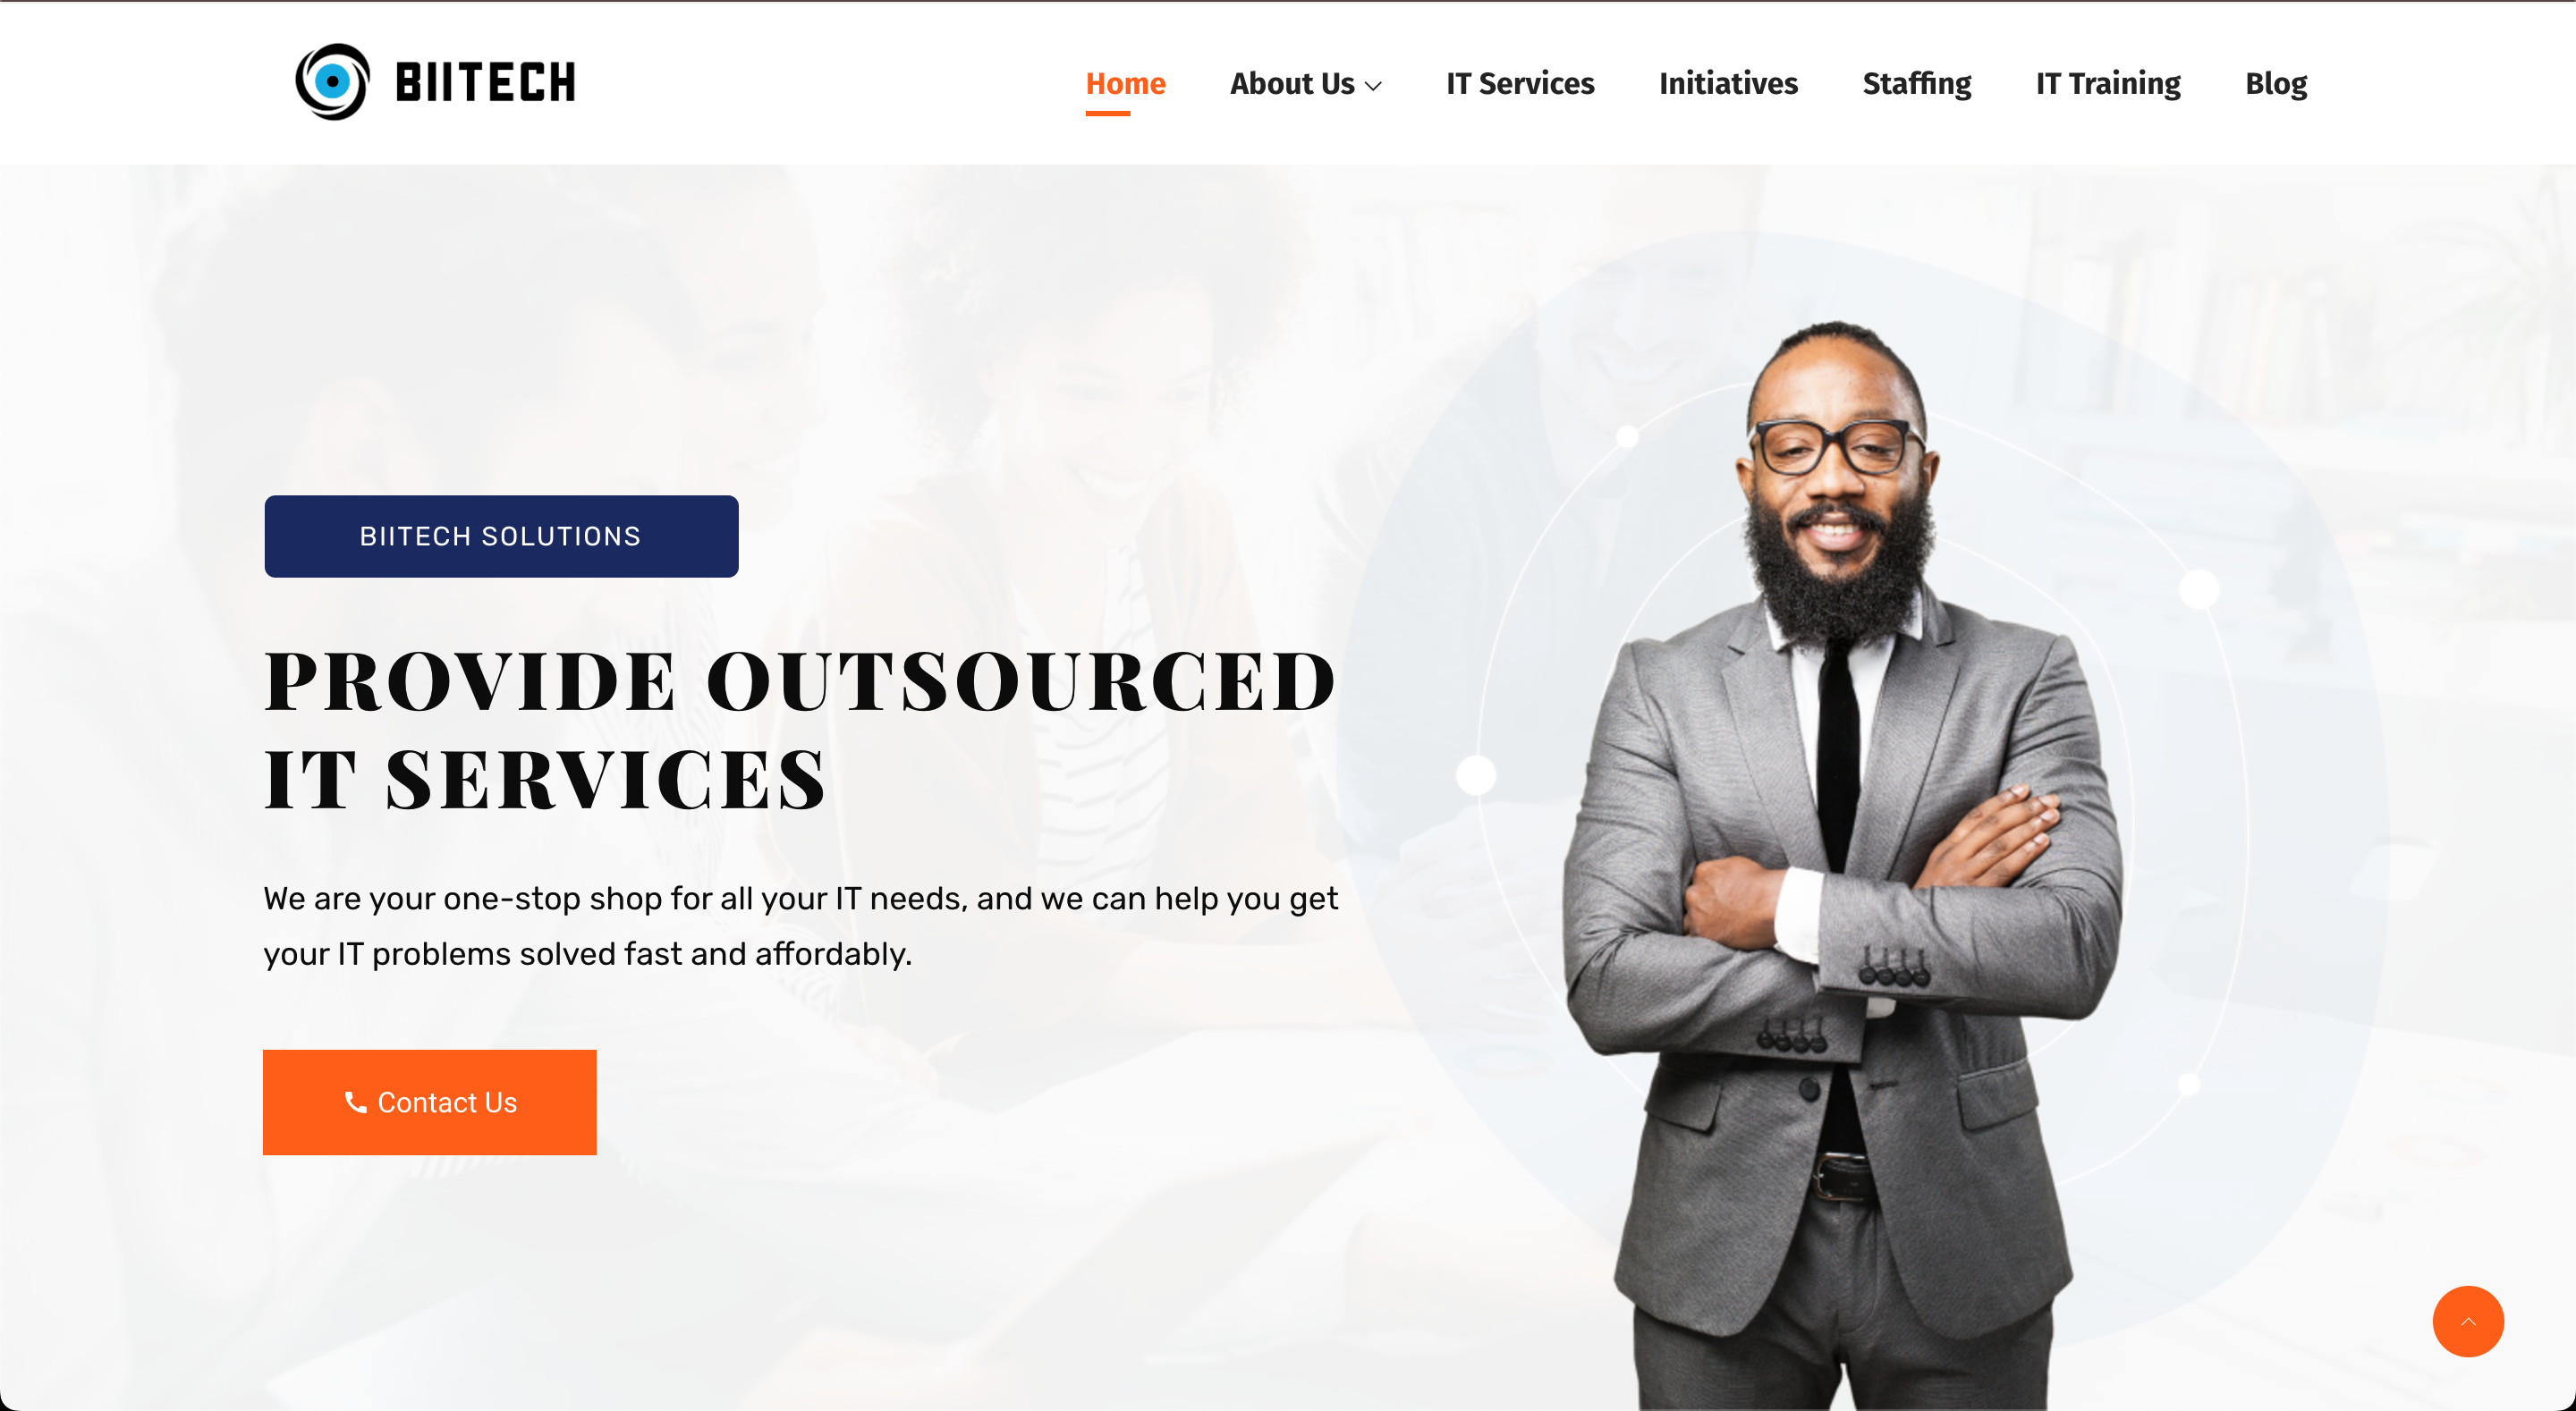 BIITECH
Home About Us IT Services Initiatives Staffing IT Training Blog
BIITECH SOLUTIONS
PROVIDE OUTSOURCED
IT SERVICES
We are your one-stop shop for all your IT needs, and we can help you get
your IT problems solved fast and affordably.
Contact Us